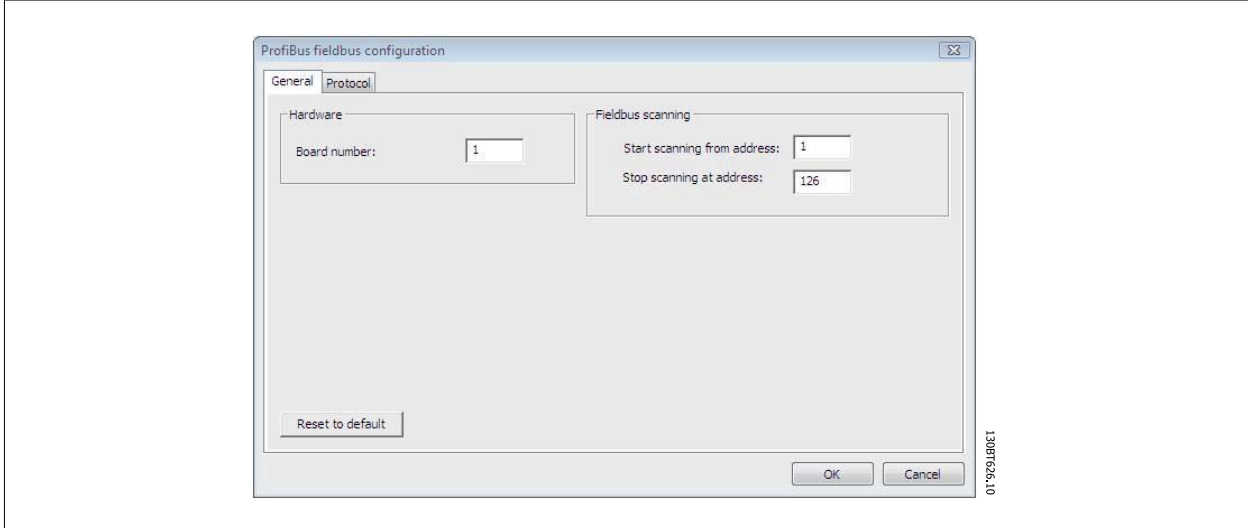 ProfiBus fieldbus configuration
General Protocol
Hardware
Board number: 1
Fieldbus scanning
Start scanning from address: 1
Stop scanning at address: 126
Reset to default
OK Cancel
130BT626.10